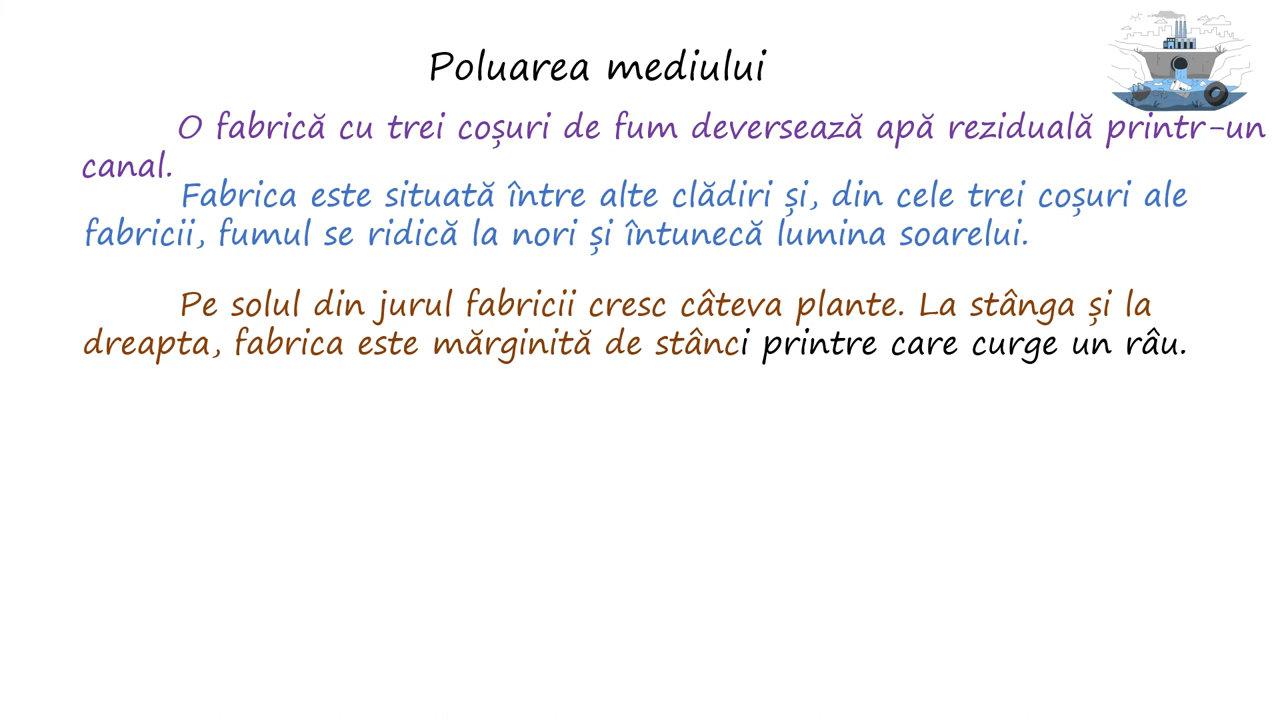 Poluarea mediului
O fabrică cu trei coșuri de fum deversează apă reziduală printr-un
canal.
Fabrica este situată între alte clădiri și, din cele trei coșuri ale
fabricii, fumul se ridică la nori și întunecă lumina soarelui.
Pe solul din jurul fabricii cresc câteva plante. La stânga și la
dreapta, fabrica este mărginită de stânci printre care curge un râu.